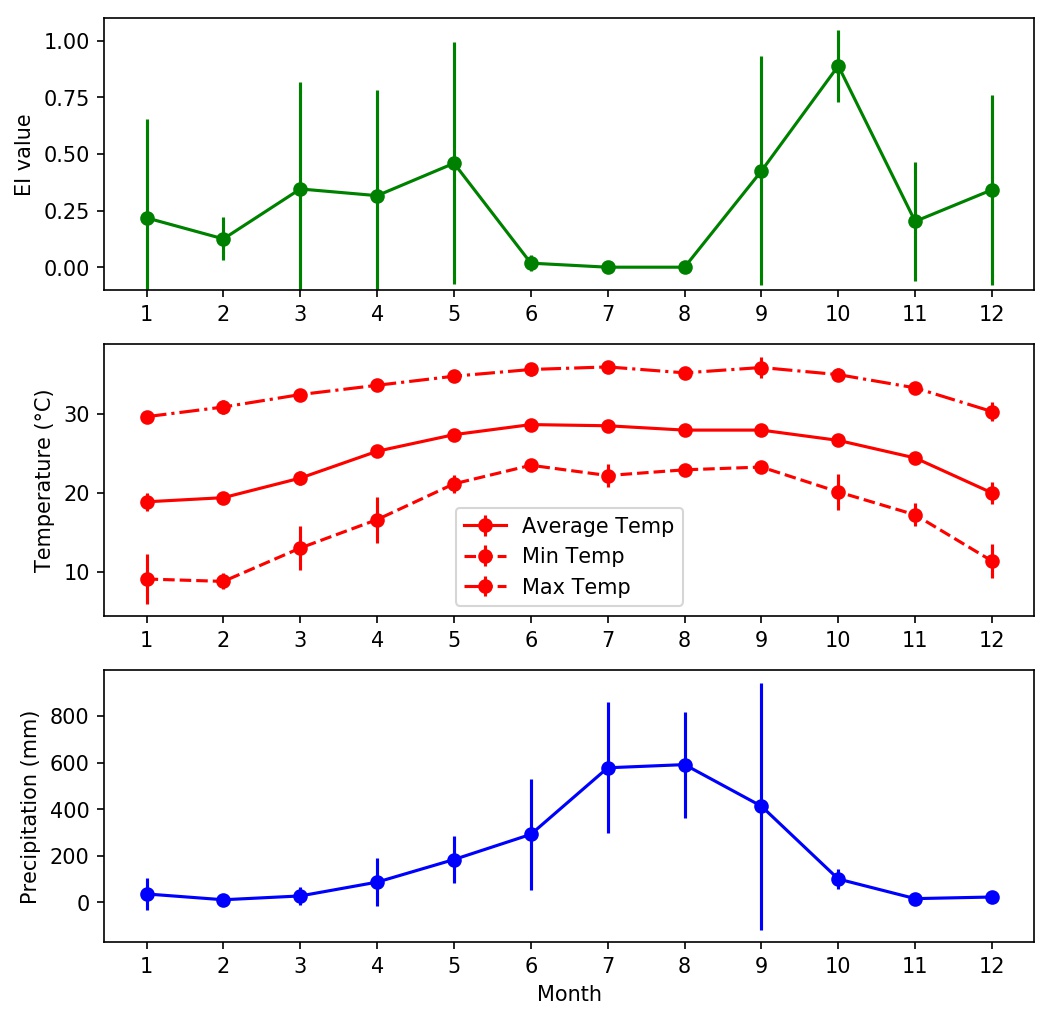 EI value
1.00
0.75
0.50
0.25
0.00
1 2 3 4 5 6 7 8 9 10 11 12
Temperature (°C)
30
20
10
Average Temp
Min Temp
Max Temp
1 2 3 4 5 6 7 8 9 10 11 12
Precipitation (mm)
800
600
400
200
0
1 2 3 4 5 6 7 8 9 10 11 12
Month